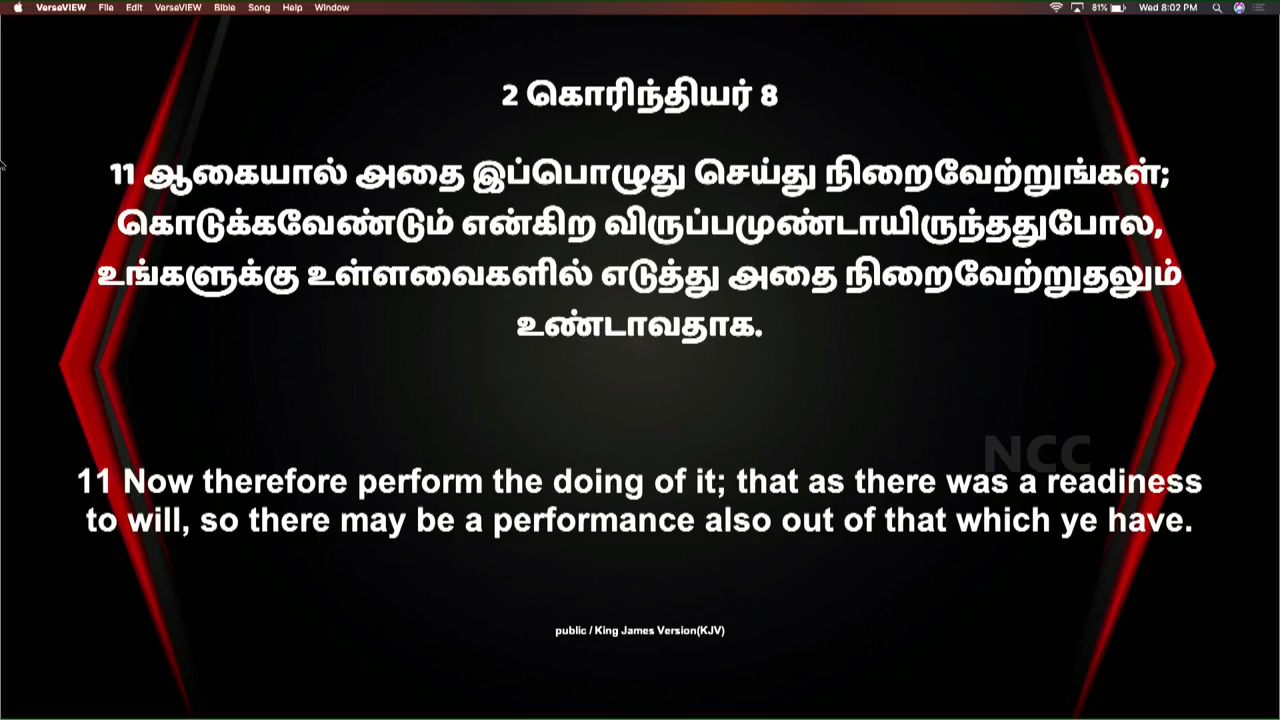 VerseVIEW File Edit VerseVIEW Bible Song Help Window 81% Wed 8:02 PM
2 கொரிந்தியர் 8
11 ஆகையால் அதை இப்பொழுது செய்து நிறைவேற்றுங்கள்;
கொடுக்கவேண்டும் என்கிற விருப்பமுண்டாயிருந்ததுபோல,
உங்களுக்கு உள்ளவைகளில் எடுத்து அதை நிறைவேற்றுதலும்
உண்டாவதாக.
NCC
11 Now therefore perform the doing of it; that as there was a readiness
to will, so there may be a performance also out of that which ye have.
public / King James Version(KJV)